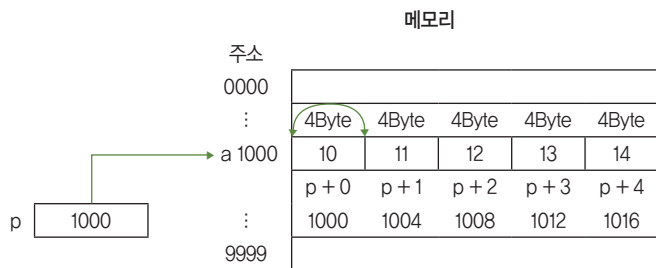 메모리
주소
0000
⋮ 4Byte 4Byte 4Byte 4Byte 4Byte
a 1000 10 11 12 13 14
p + 0 p + 1 p + 2 p + 3 p + 4
p 1000 ⋮ 1000 1004 1008 1012 1016
9999